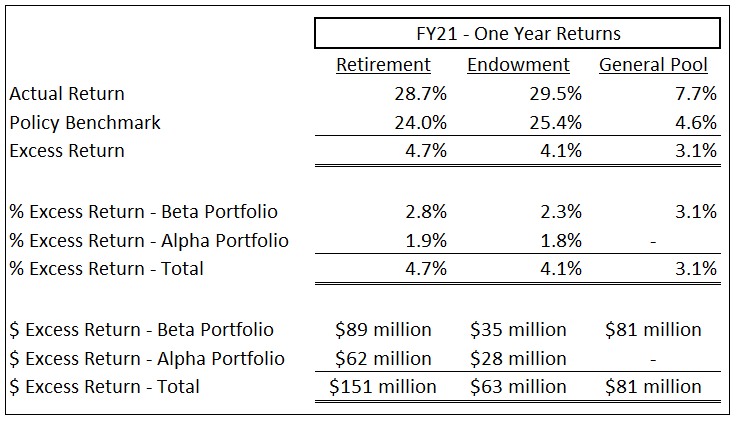 FY21 - One Year Returns
Retirement Endowment General Pool
Actual Return 28.7% 29.5% 7.7%
Policy Benchmark 24.0% 25.4% 4.6%
Excess Return 4.7% 4.1% 3.1%
% Excess Return - Beta Portfolio 2.8% 2.3% 3.1%
% Excess Return - Alpha Portfolio 1.9% 1.8% -
% Excess Return - Total 4.7% 4.1% 3.1%
$ Excess Return - Beta Portfolio $89 million $35 million $81 million
$ Excess Return - Alpha Portfolio $62 million $28 million -
$ Excess Return - Total $151 million $63 million $81 million